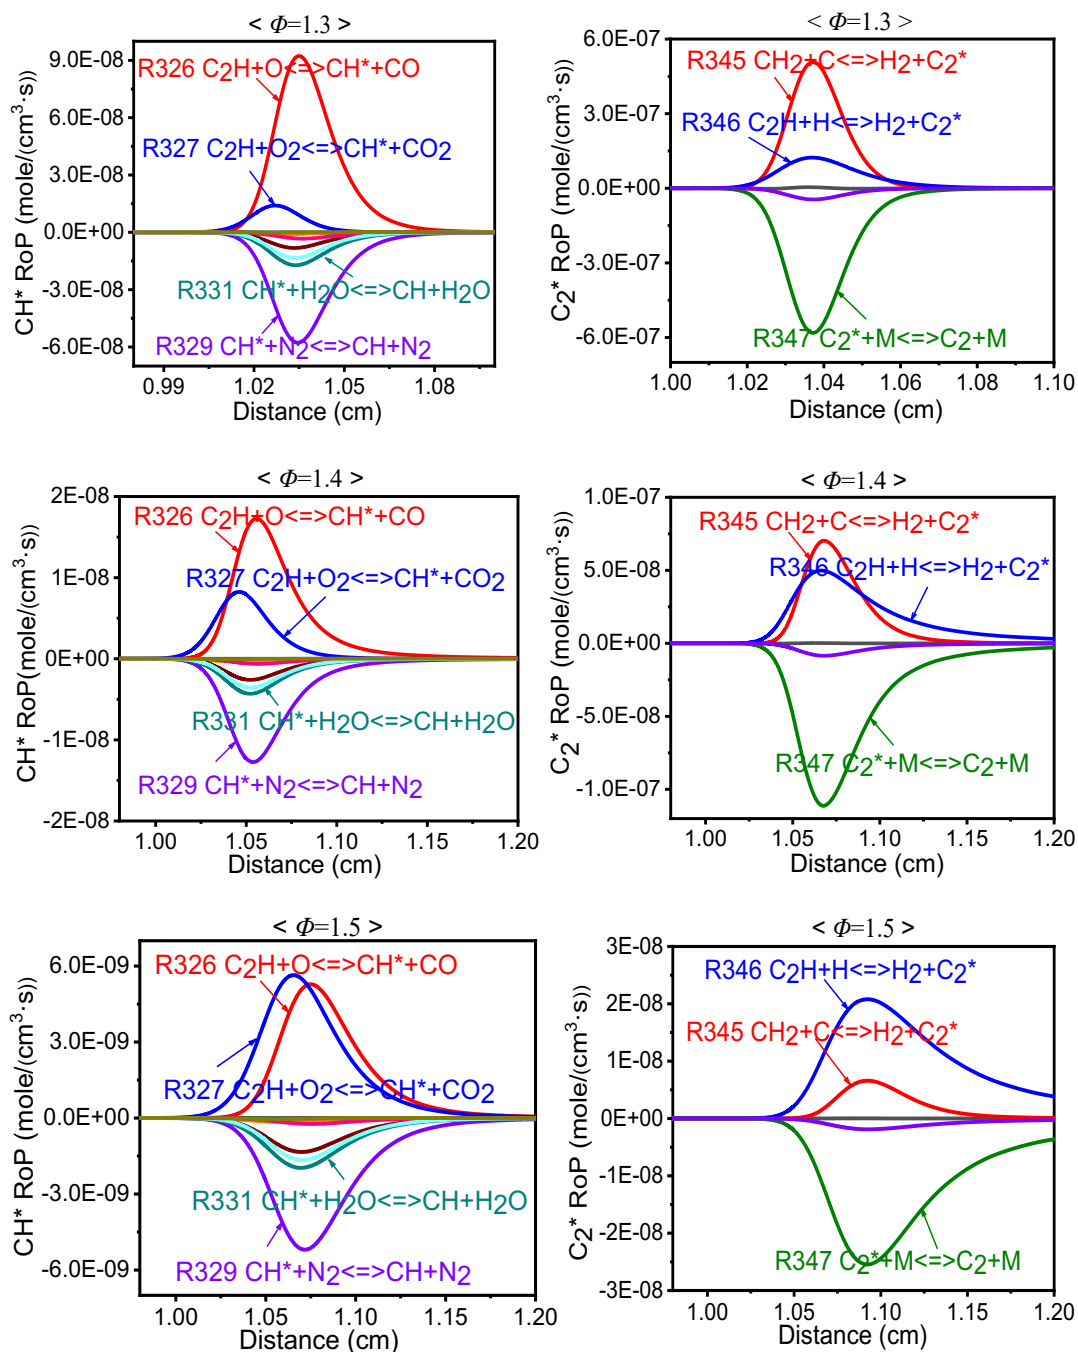 < Φ=1.3 >
CH* RoP (mole/(cm³·s))
9.0E-08
6.0E-08
3.0E-08
0.0E+00
-3.0E-08
-6.0E-08
R326 C₂H+O<=>CH*+CO
R327 C₂H+O₂<=>CH*+CO₂
R331 CH*+H₂O<=>CH+H₂O
R329 CH*+N₂<=>CH+N₂
0.99 1.02 1.05 1.08
Distance (cm)
< Φ=1.3 >
C₂* RoP (mole/(cm³·s))
6.0E-07
3.0E-07
0.0E+00
-3.0E-07
-6.0E-07
R345 CH₂+C<=>H₂+C₂*
R346 C₂H+H<=>H₂+C₂*
R347 C₂*+M<=>C₂+M
1.00 1.02 1.04 1.06 1.08 1.10
Distance (cm)
< Φ=1.4 >
CH* RoP(mole/(cm³·s))
2E-08
1E-08
0E+00
-1E-08
-2E-08
R326 C₂H+O<=>CH*+CO
R327 C₂H+O₂<=>CH*+CO₂
R331 CH*+H₂O<=>CH+H₂O
R329 CH*+N₂<=>CH+N₂
1.00 1.05 1.10 1.15 1.20
Distance (cm)
< Φ=1.4 >
C₂* RoP (mole/(cm³·s))
1.0E-07
5.0E-08
0.0E+00
-5.0E-08
-1.0E-07
R345 CH₂+C<=>H₂+C₂*
R346 C₂H+H<=>H₂+C₂*
R347 C₂*+M<=>C₂+M
1.00 1.05 1.10 1.15 1.20
Distance (cm)
< Φ=1.5 >
CH* RoP (mole/(cm³·s))
6.0E-09
3.0E-09
0.0E+00
-3.0E-09
-6.0E-09
R326 C₂H+O<=>CH*+CO
R327 C₂H+O₂<=>CH*+CO₂
R331 CH*+H₂O<=>CH+H₂O
R329 CH*+N₂<=>CH+N₂
1.00 1.05 1.10 1.15 1.20
Distance (cm)
< Φ=1.5 >
C₂* RoP (mole/(cm³·s))
3E-08
2E-08
1E-08
0E+00
-1E-08
-2E-08
-3E-08
R346 C₂H+H<=>H₂+C₂*
R345 CH₂+C<=>H₂+C₂*
R347 C₂*+M<=>C₂+M
1.00 1.05 1.10 1.15 1.20
Distance (cm)